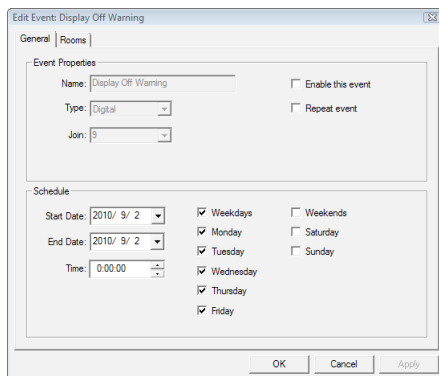 Edit Event: Display Off Warning
General Rooms
Event Properties
Name: Display Off Warning
Enable this event
Type: Digital
Repeat event
Join: 9
Schedule
Start Date: 2010/ 9/ 2
Weekdays
Weekends
End Date: 2010/ 9/ 2
Monday
Saturday
Time: 0:00:00
Tuesday
Sunday
Wednesday
Thursday
Friday
OK Cancel Apply